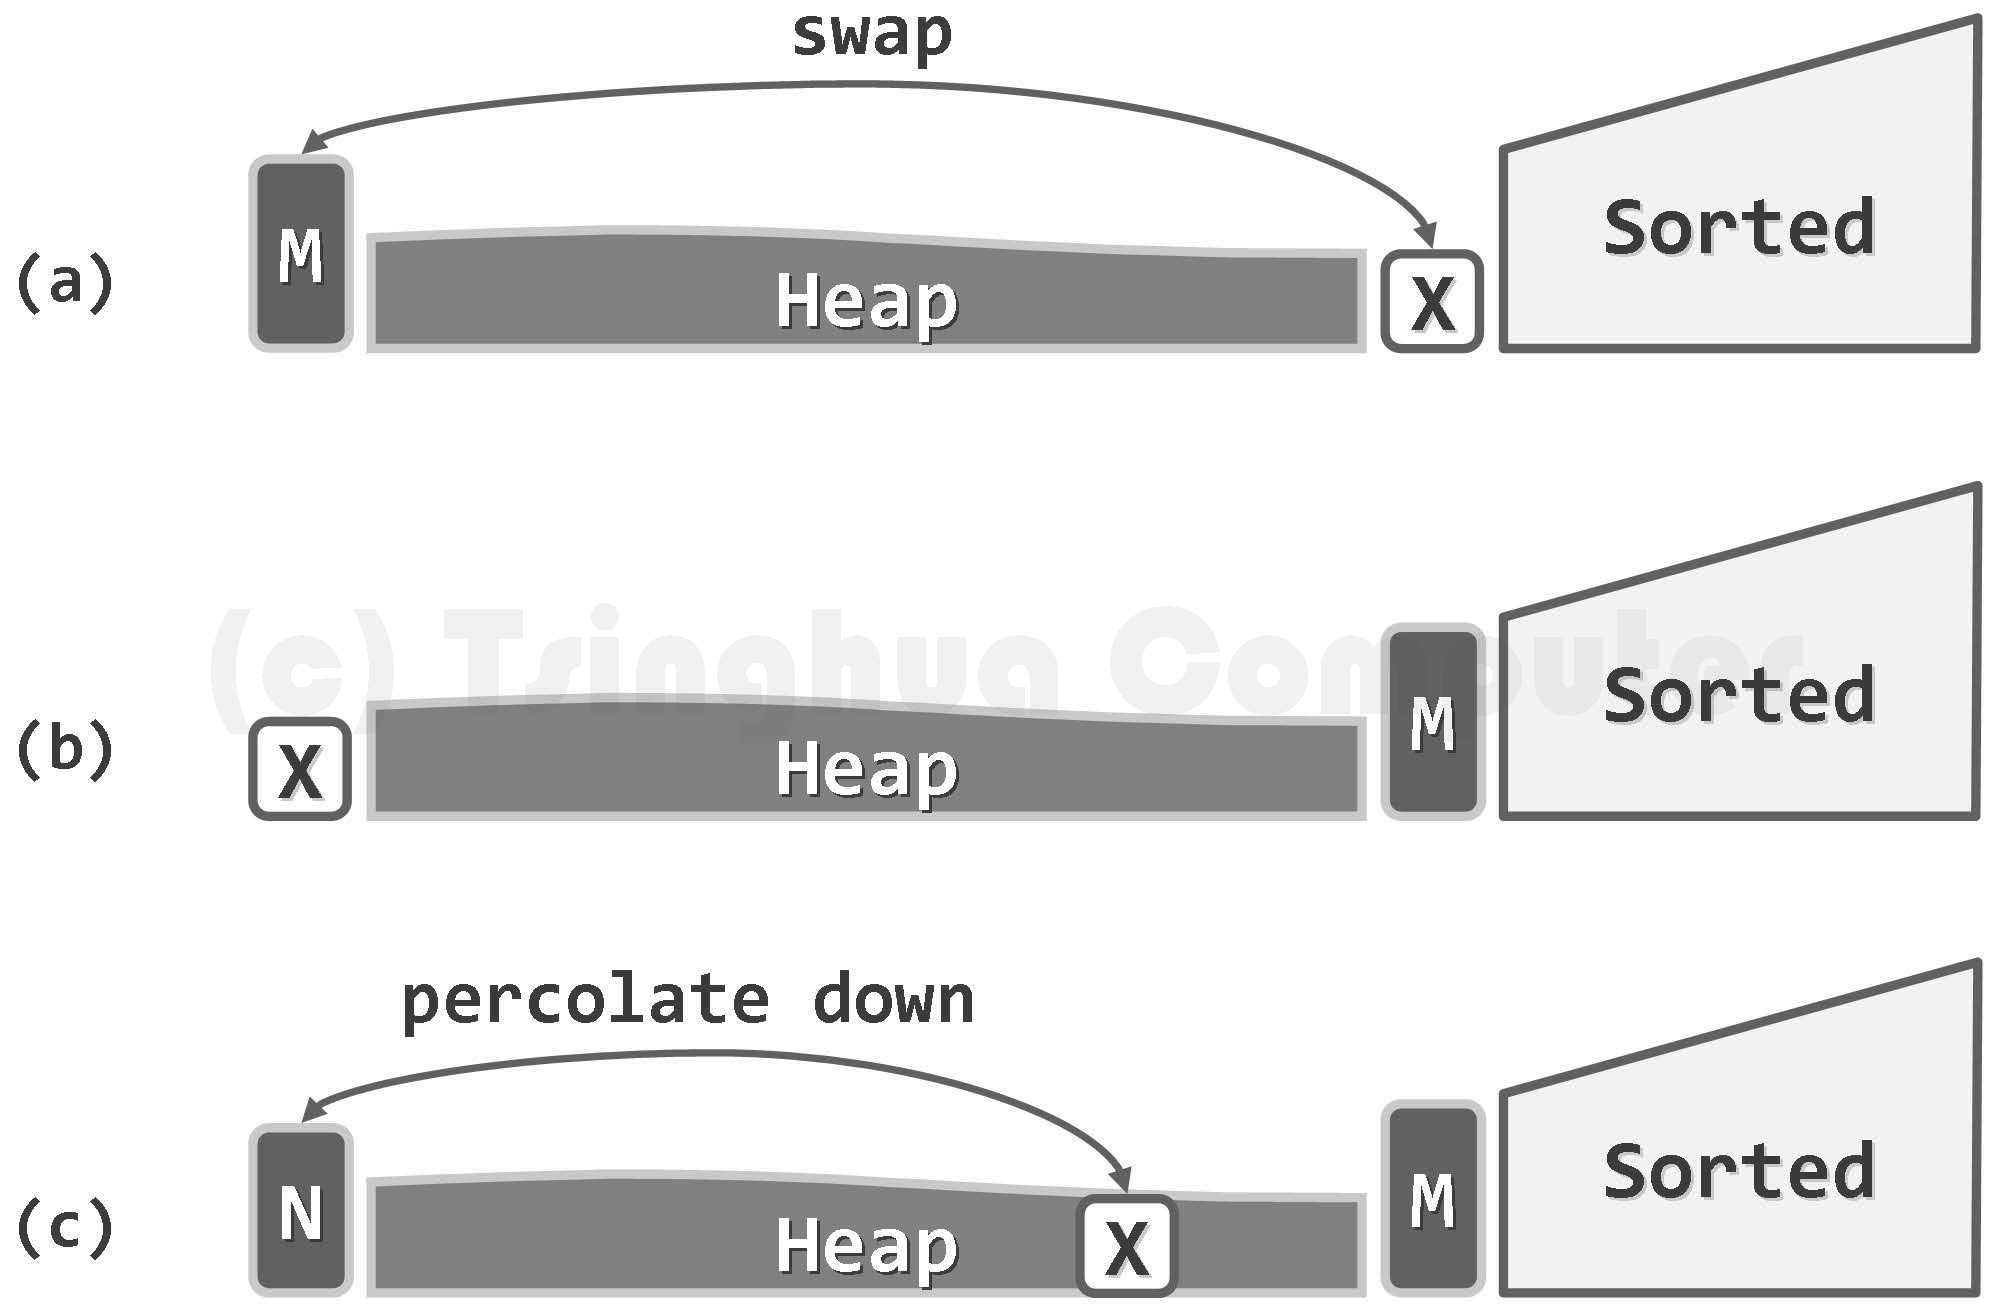 swap
(a) M Heap X Sorted
(c) Tsinghua Computer
(b) X Heap M Sorted
percolate down
(c) N Heap X M Sorted